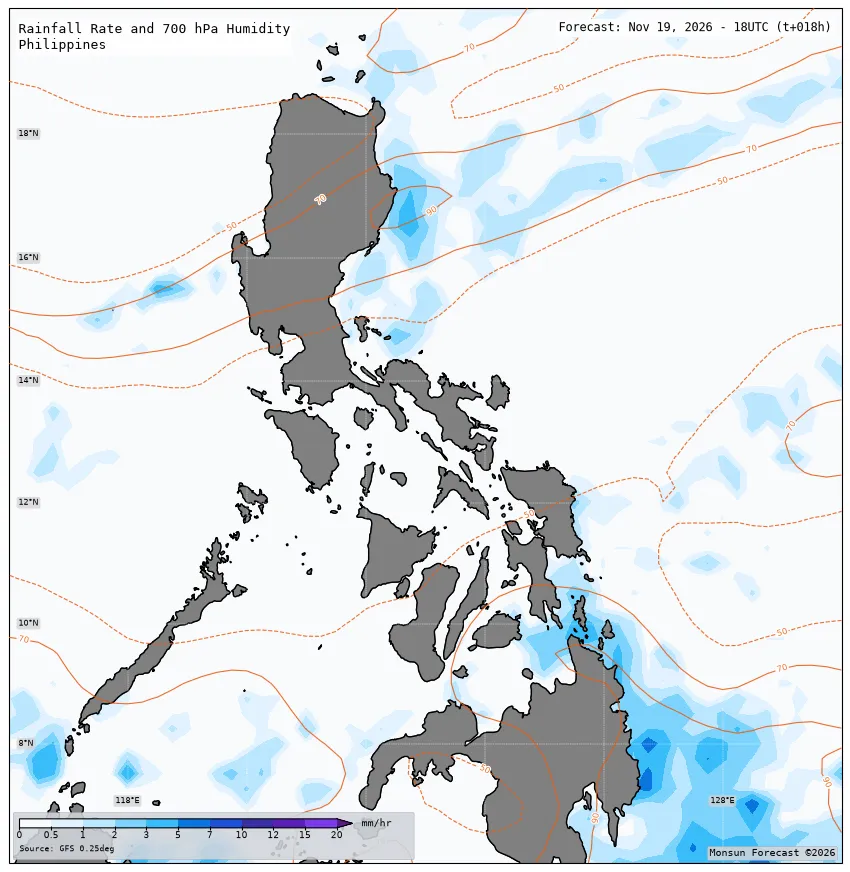 Rainfall Rate and 700 hPa Humidity
Philippines
Forecast: Nov 19, 2026 - 18UTC (t+018h)
70
50
18°N
70
50
70
90
50
16°N
14°N
70
12°N
50
10°N
50
70
70
8°N
50
90
118°E
128°E
90
0 0.5 1 2 3 5 7 10 12 15 20 mm/hr
Source: GFS 0.25deg
Monsun Forecast ©2026